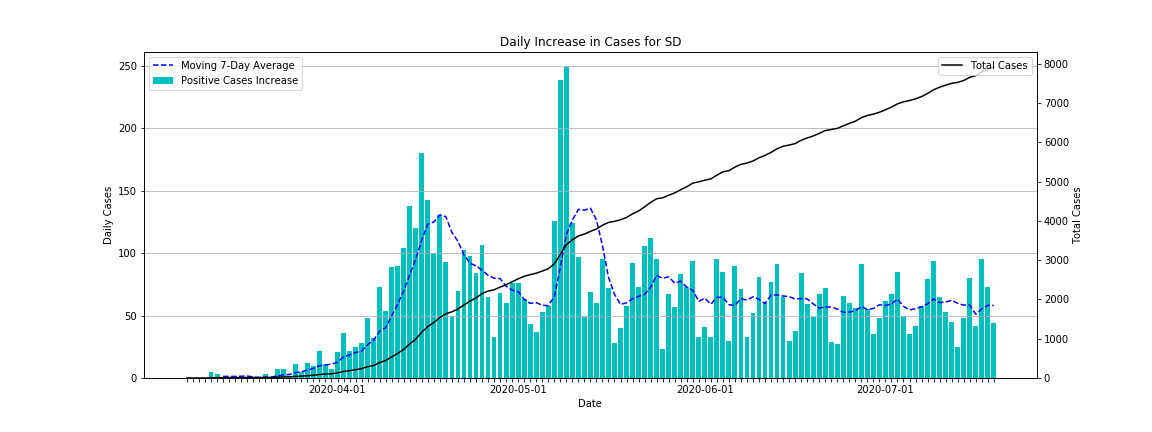 Daily Increase in Cases for SD
Moving 7-Day Average
Positive Cases Increase
Total Cases
250
200
150
100
50
0
Daily Cases
8000
7000
6000
5000
4000
3000
2000
1000
0
Total Cases
2020-04-01
2020-05-01
2020-06-01
2020-07-01
Date